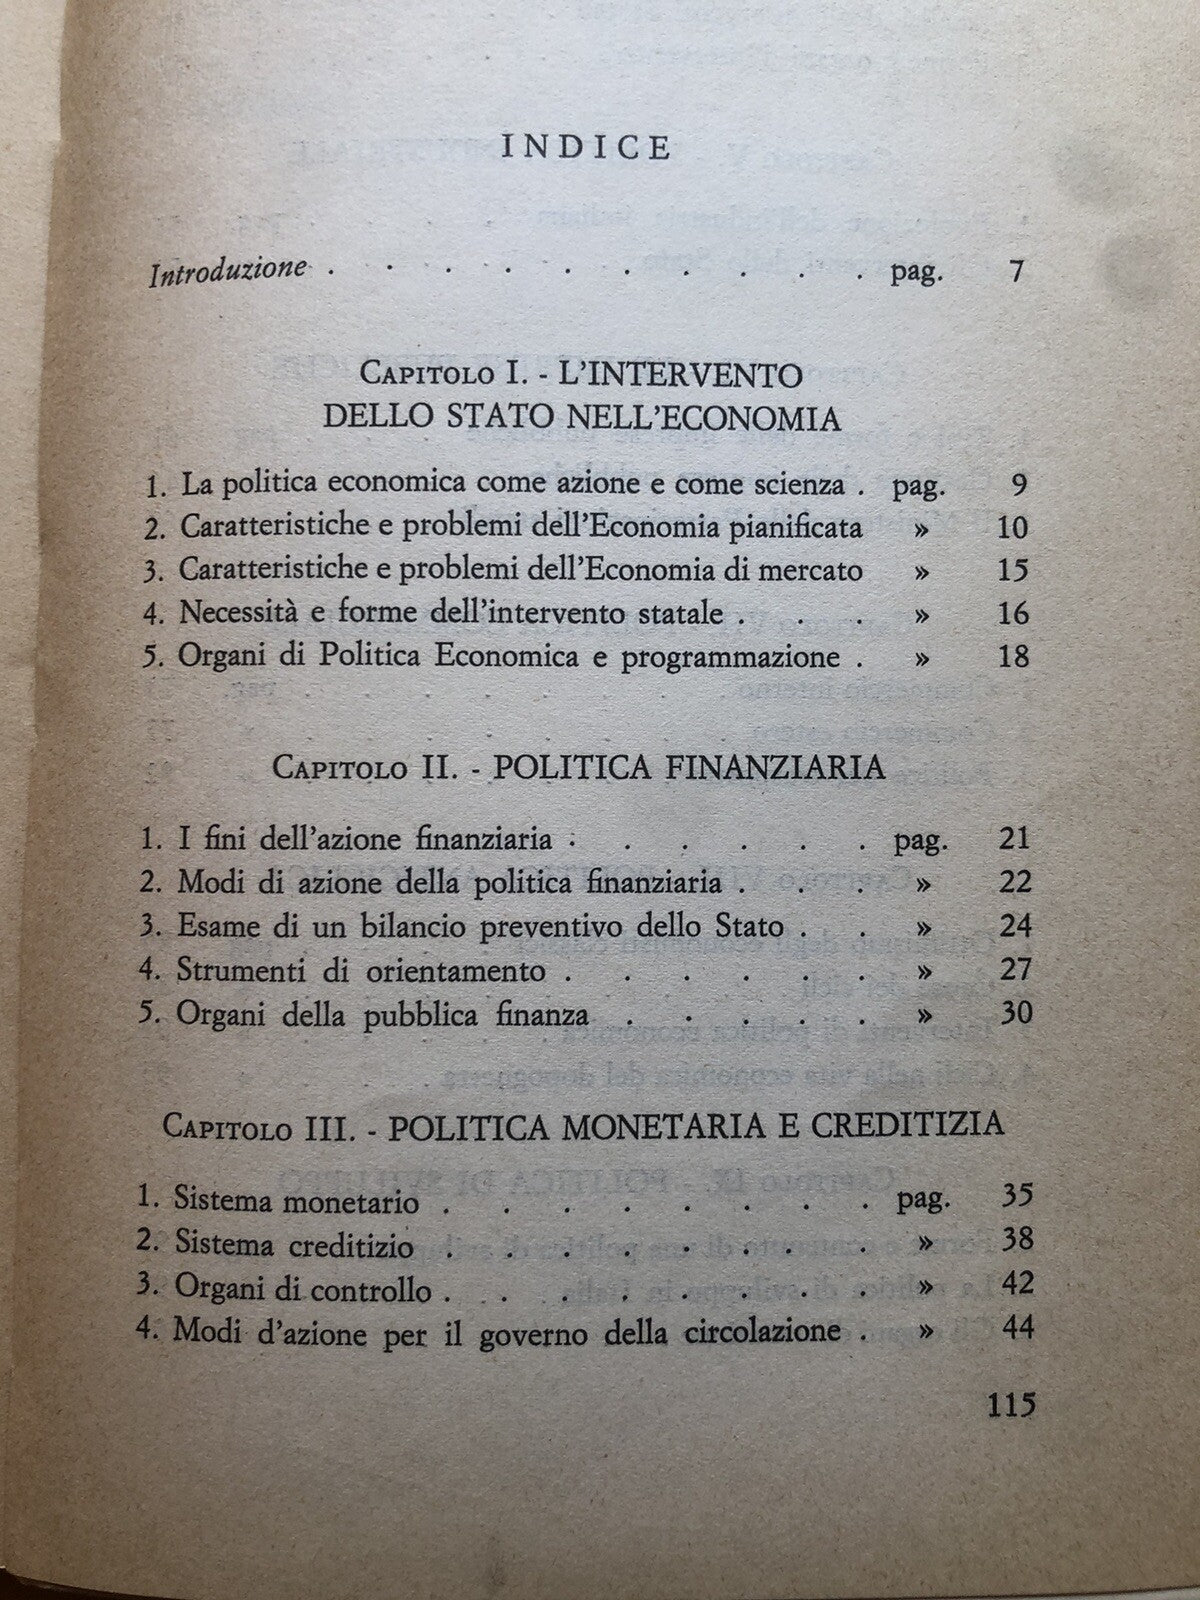 INDICE
Introduzione . . . . . . . . . . pag. 7
CAPITOLO I. - L'INTERVENTO
DELLO STATO NELL'ECONOMIA
1. La politica economica come azione e come scienza . pag. 9
2. Caratteristiche e problemi dell'Economia pianificata » 10
3. Caratteristiche e problemi dell'Economia di mercato » 15
4. Necessità e forme dell'intervento statale . . . » 16
5. Organi di Politica Economica e programmazione . » 18
CAPITOLO II. - POLITICA FINANZIARIA
1. I fini dell'azione finanziaria . . . . . . pag. 21
2. Modi di azione della politica finanziaria . . . » 22
3. Esame di un bilancio preventivo dello Stato . . » 24
4. Strumenti di orientamento . . . . . . » 27
5. Organi della pubblica finanza . . . . . » 30
CAPITOLO III. - POLITICA MONETARIA E CREDITIZIA
1. Sistema monetario . . . . . . . . pag. 35
2. Sistema creditizio . . . . . . . . » 38
3. Organi di controllo . . . . . . . . » 42
4. Modi d'azione per il governo della circolazione . » 44
115